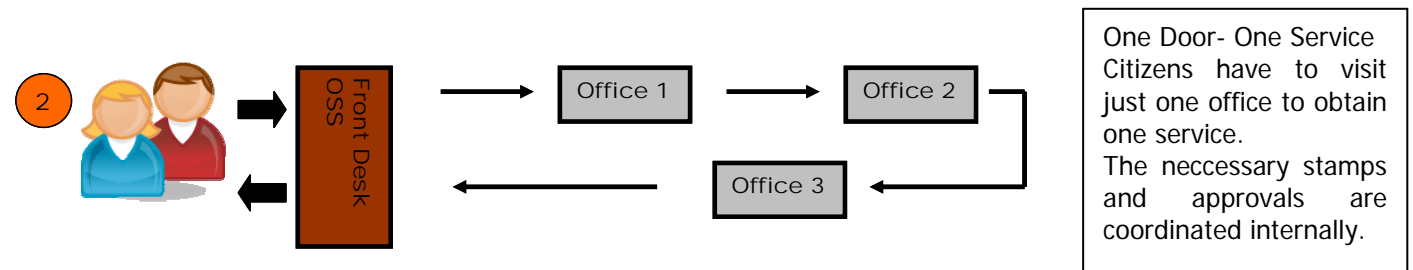 2
Front Desk
OSS
Office 1
Office 2
Office 3
One Door- One Service
Citizens have to visit
just one office to obtain
one service.
The neccessary stamps
and approvals are
coordinated internally.